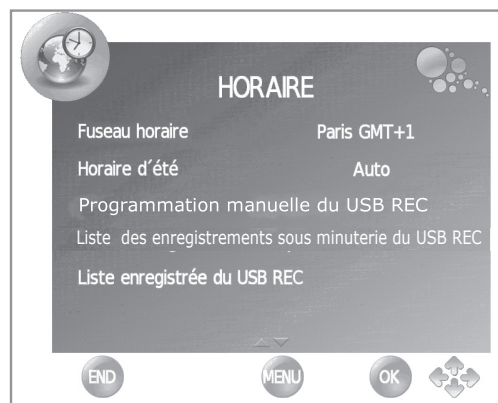 HORAIRE
Fuseau horaire Paris GMT+1
Horaire d´été Auto
Programmation manuelle du USB REC
Liste des enregistrements sous minuterie du USB REC
Liste enregistrée du USB REC
END MENU OK